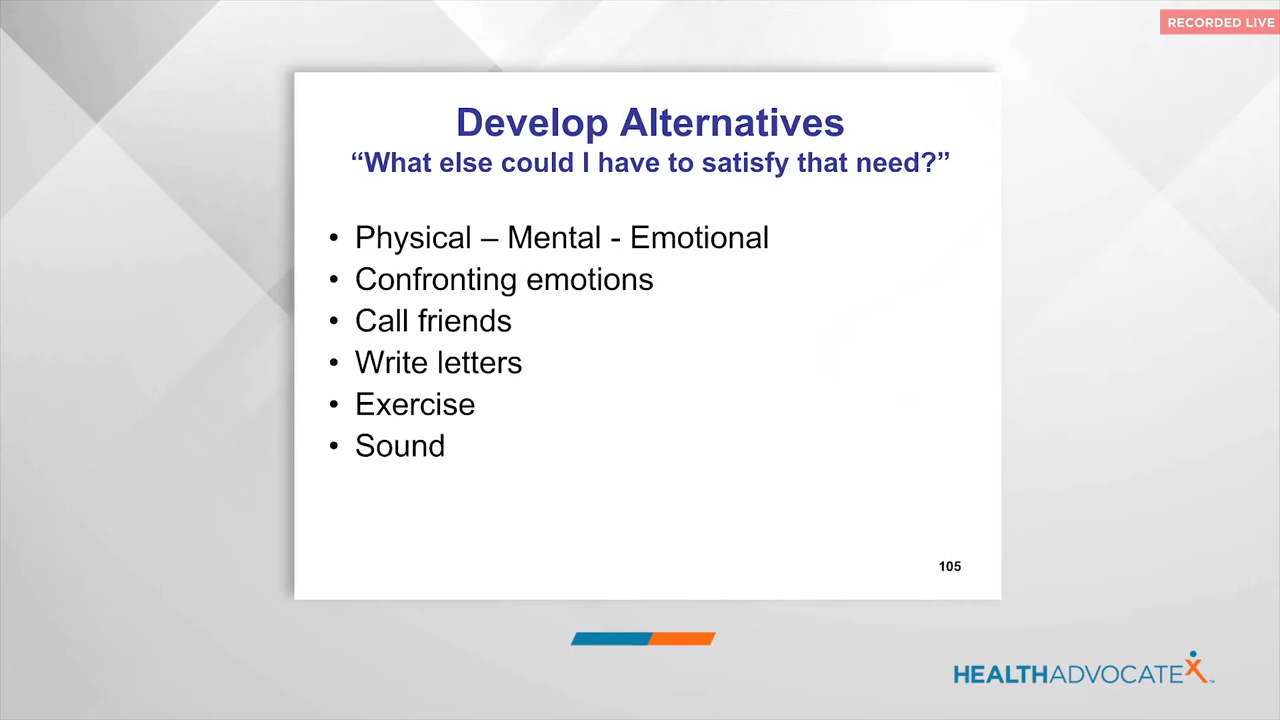 RECORDED LIVE
Develop Alternatives
“What else could I have to satisfy that need?”
• Physical – Mental - Emotional
• Confronting emotions
• Call friends
• Write letters
• Exercise
• Sound
105
HEALTHADVOCATEX™